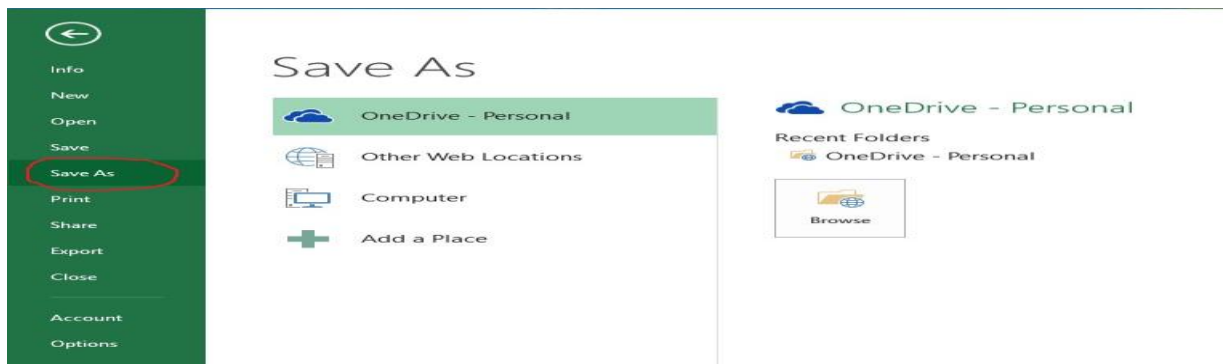 Info
New
Open
Save
Save As
Print
Share
Export
Close
Account
Options
Save As
OneDrive - Personal
Other Web Locations
Computer
Add a Place
OneDrive - Personal
Recent Folders
OneDrive - Personal
Browse